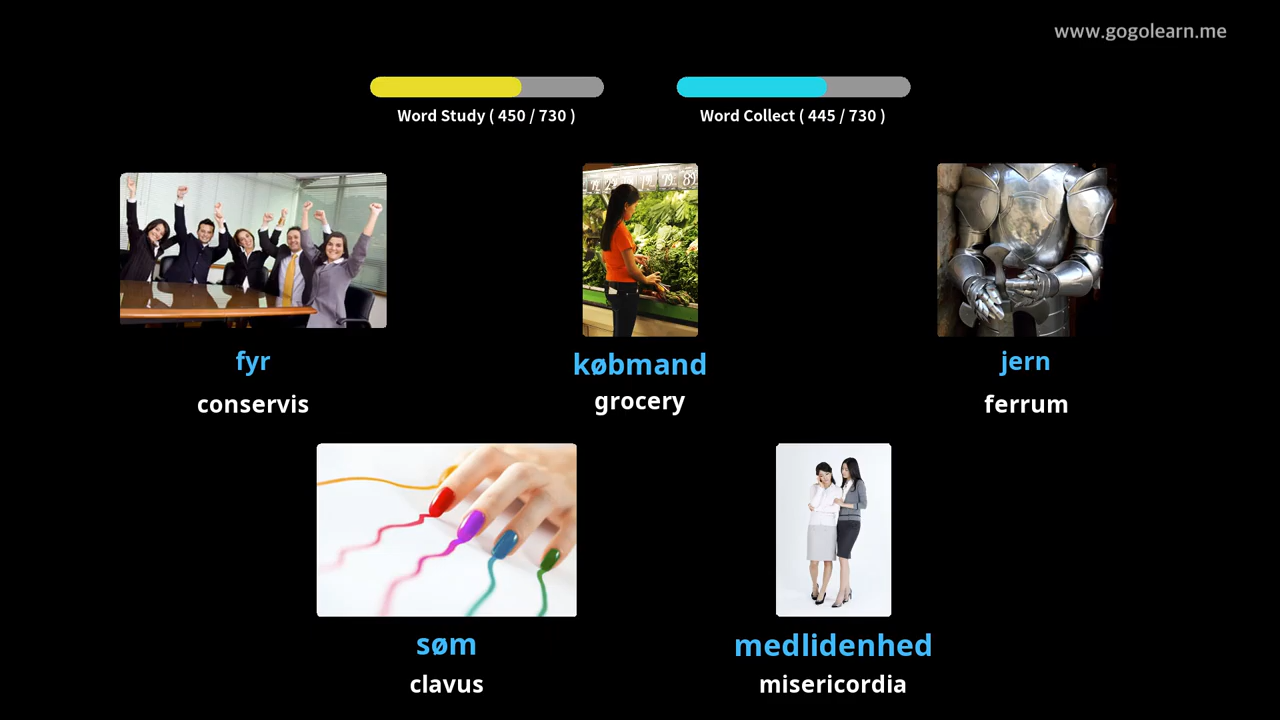 www.gogolearn.me
Word Study ( 450 / 730 )
Word Collect ( 445 / 730 )
fyr
conservis
købmand
grocery
jern
ferrum
søm
clavus
medlidenhed
misericordia